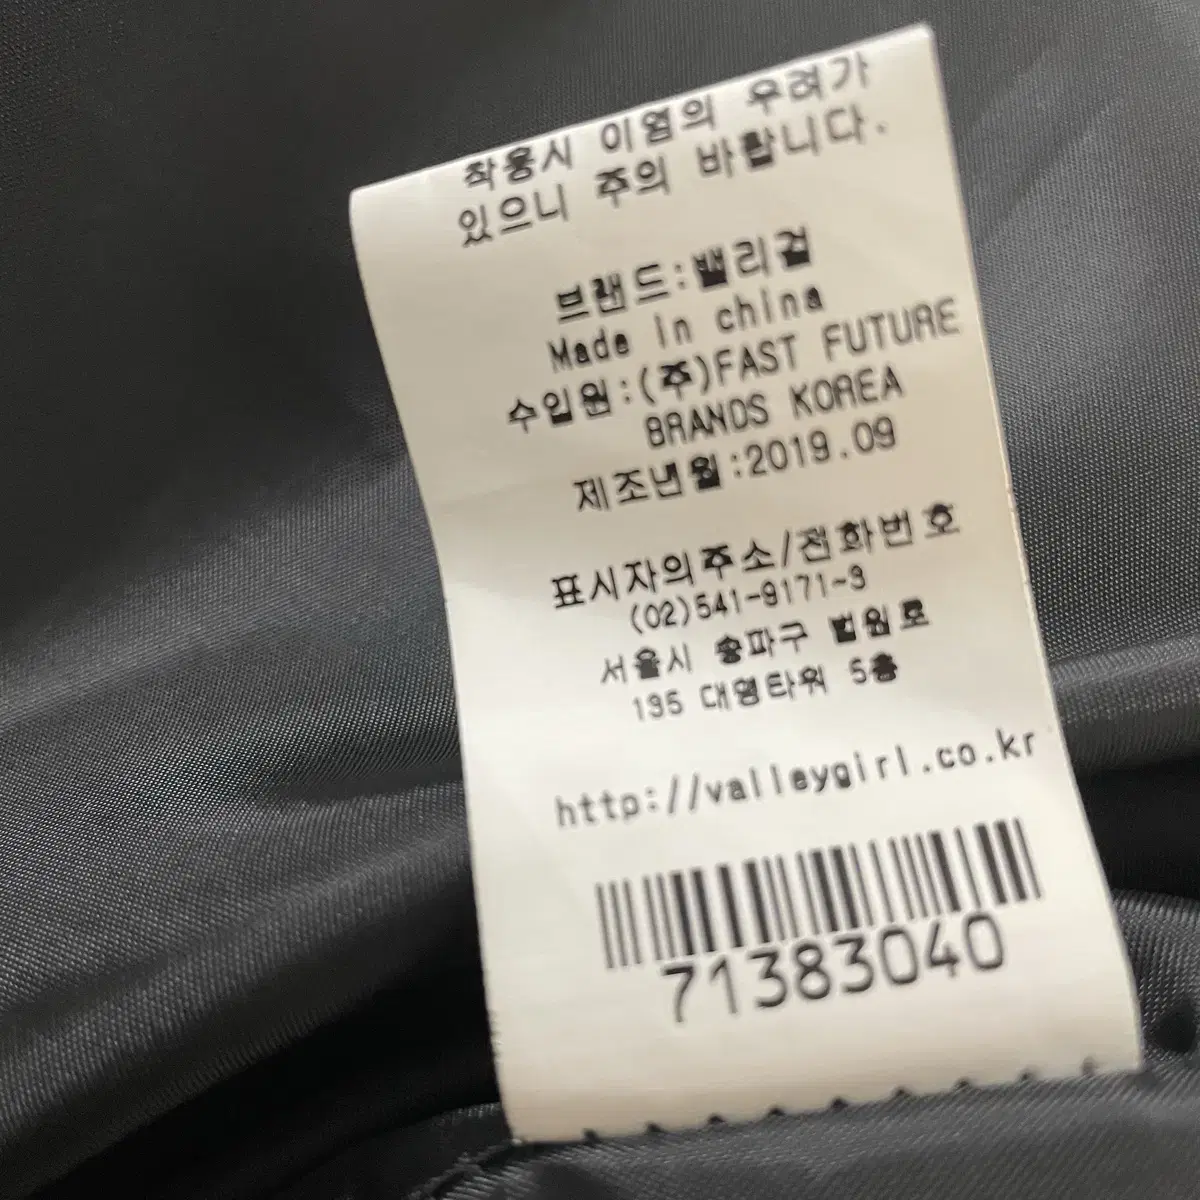 착용시 이염의 우려가
있으니 주의 바랍니다.
브랜드:밸리걸
Made in china
수입원:(주)FAST FUTURE
BRANDS KOREA
제조년월:2019.09
표시자의주소/전화번호
(02)541-9171-3
서울시 송파구 법원로
135 대명타워 5층
http://valleygirl.co.kr
71383040